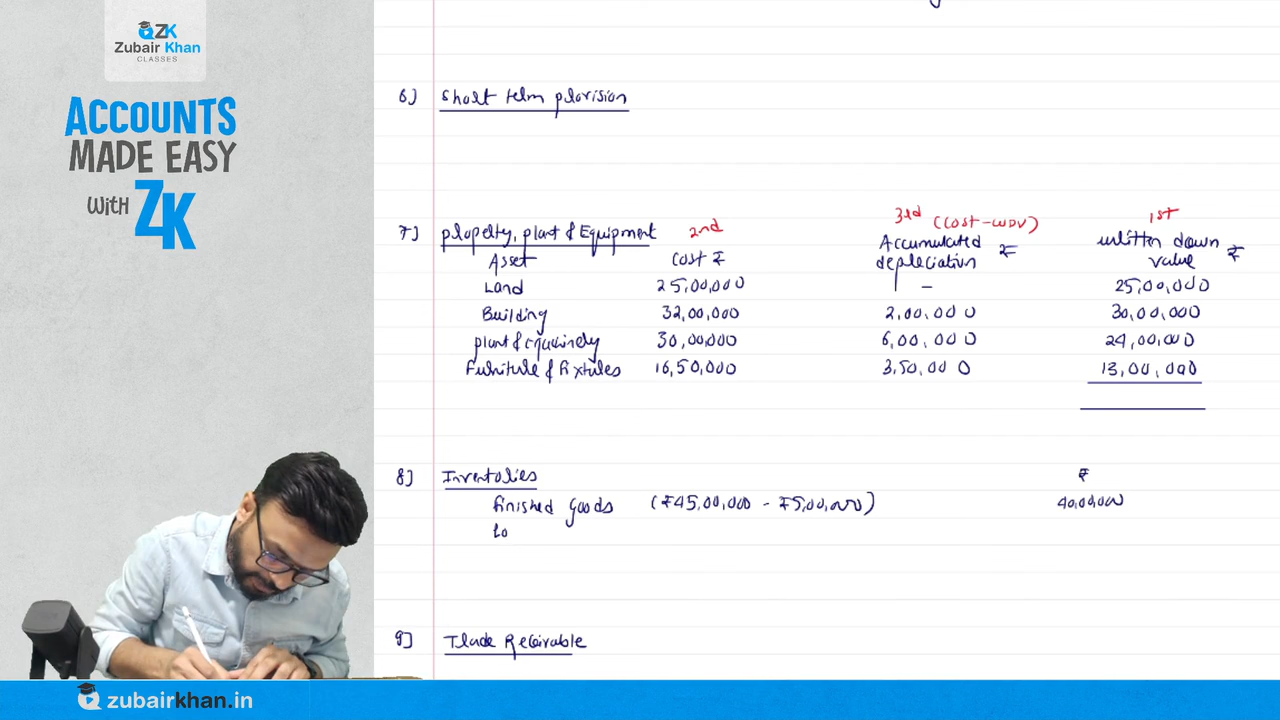 ZK
Zubair Khan
CLASSES
ACCOUNTS
MADE EASY
with ZK
6] Short term provision
7] property, plant & Equipment 2nd 3rd (Cost-WDV) 1st
Asset Cost ₹ Accumulated depreciation ₹ written down value ₹
Land 25,00,000 - 25,00,000
Building 32,00,000 2,00,000 30,00,000
plant & Machinery 30,00,000 6,00,000 24,00,000
Furniture & Fixtures 16,50,000 3,50,000 13,00,000
8] Inventories ₹
finished goods (₹45,00,000 - ₹5,00,000) 40,00,000
Lo
9] Trade Receivable
zubairkhan.in